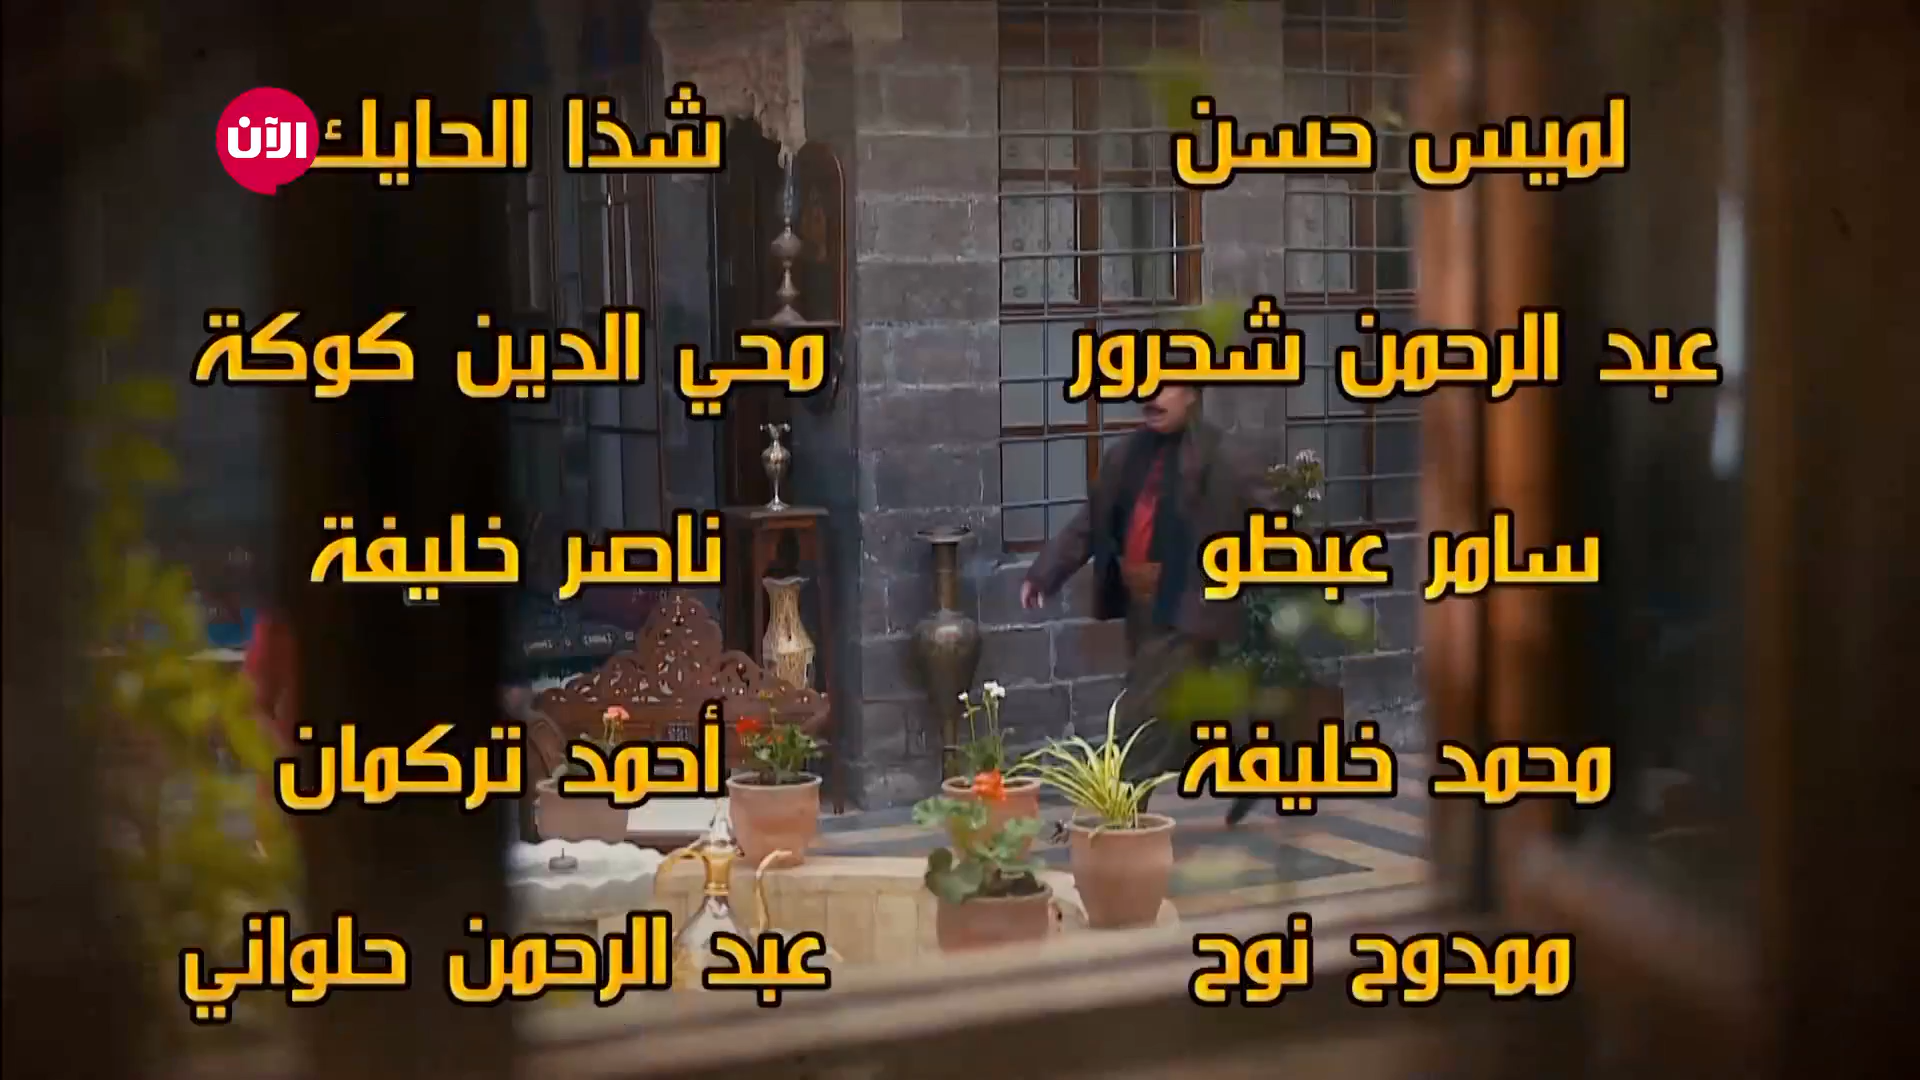 لميس حسن
شذا الحايك
الآن
عبد الرحمن شحرور
محي الدين كوكة
سامر عبظو
ناصر خليفة
محمد خليفة
أحمد تركمان
ممدوح نوح
عبد الرحمن حلواني